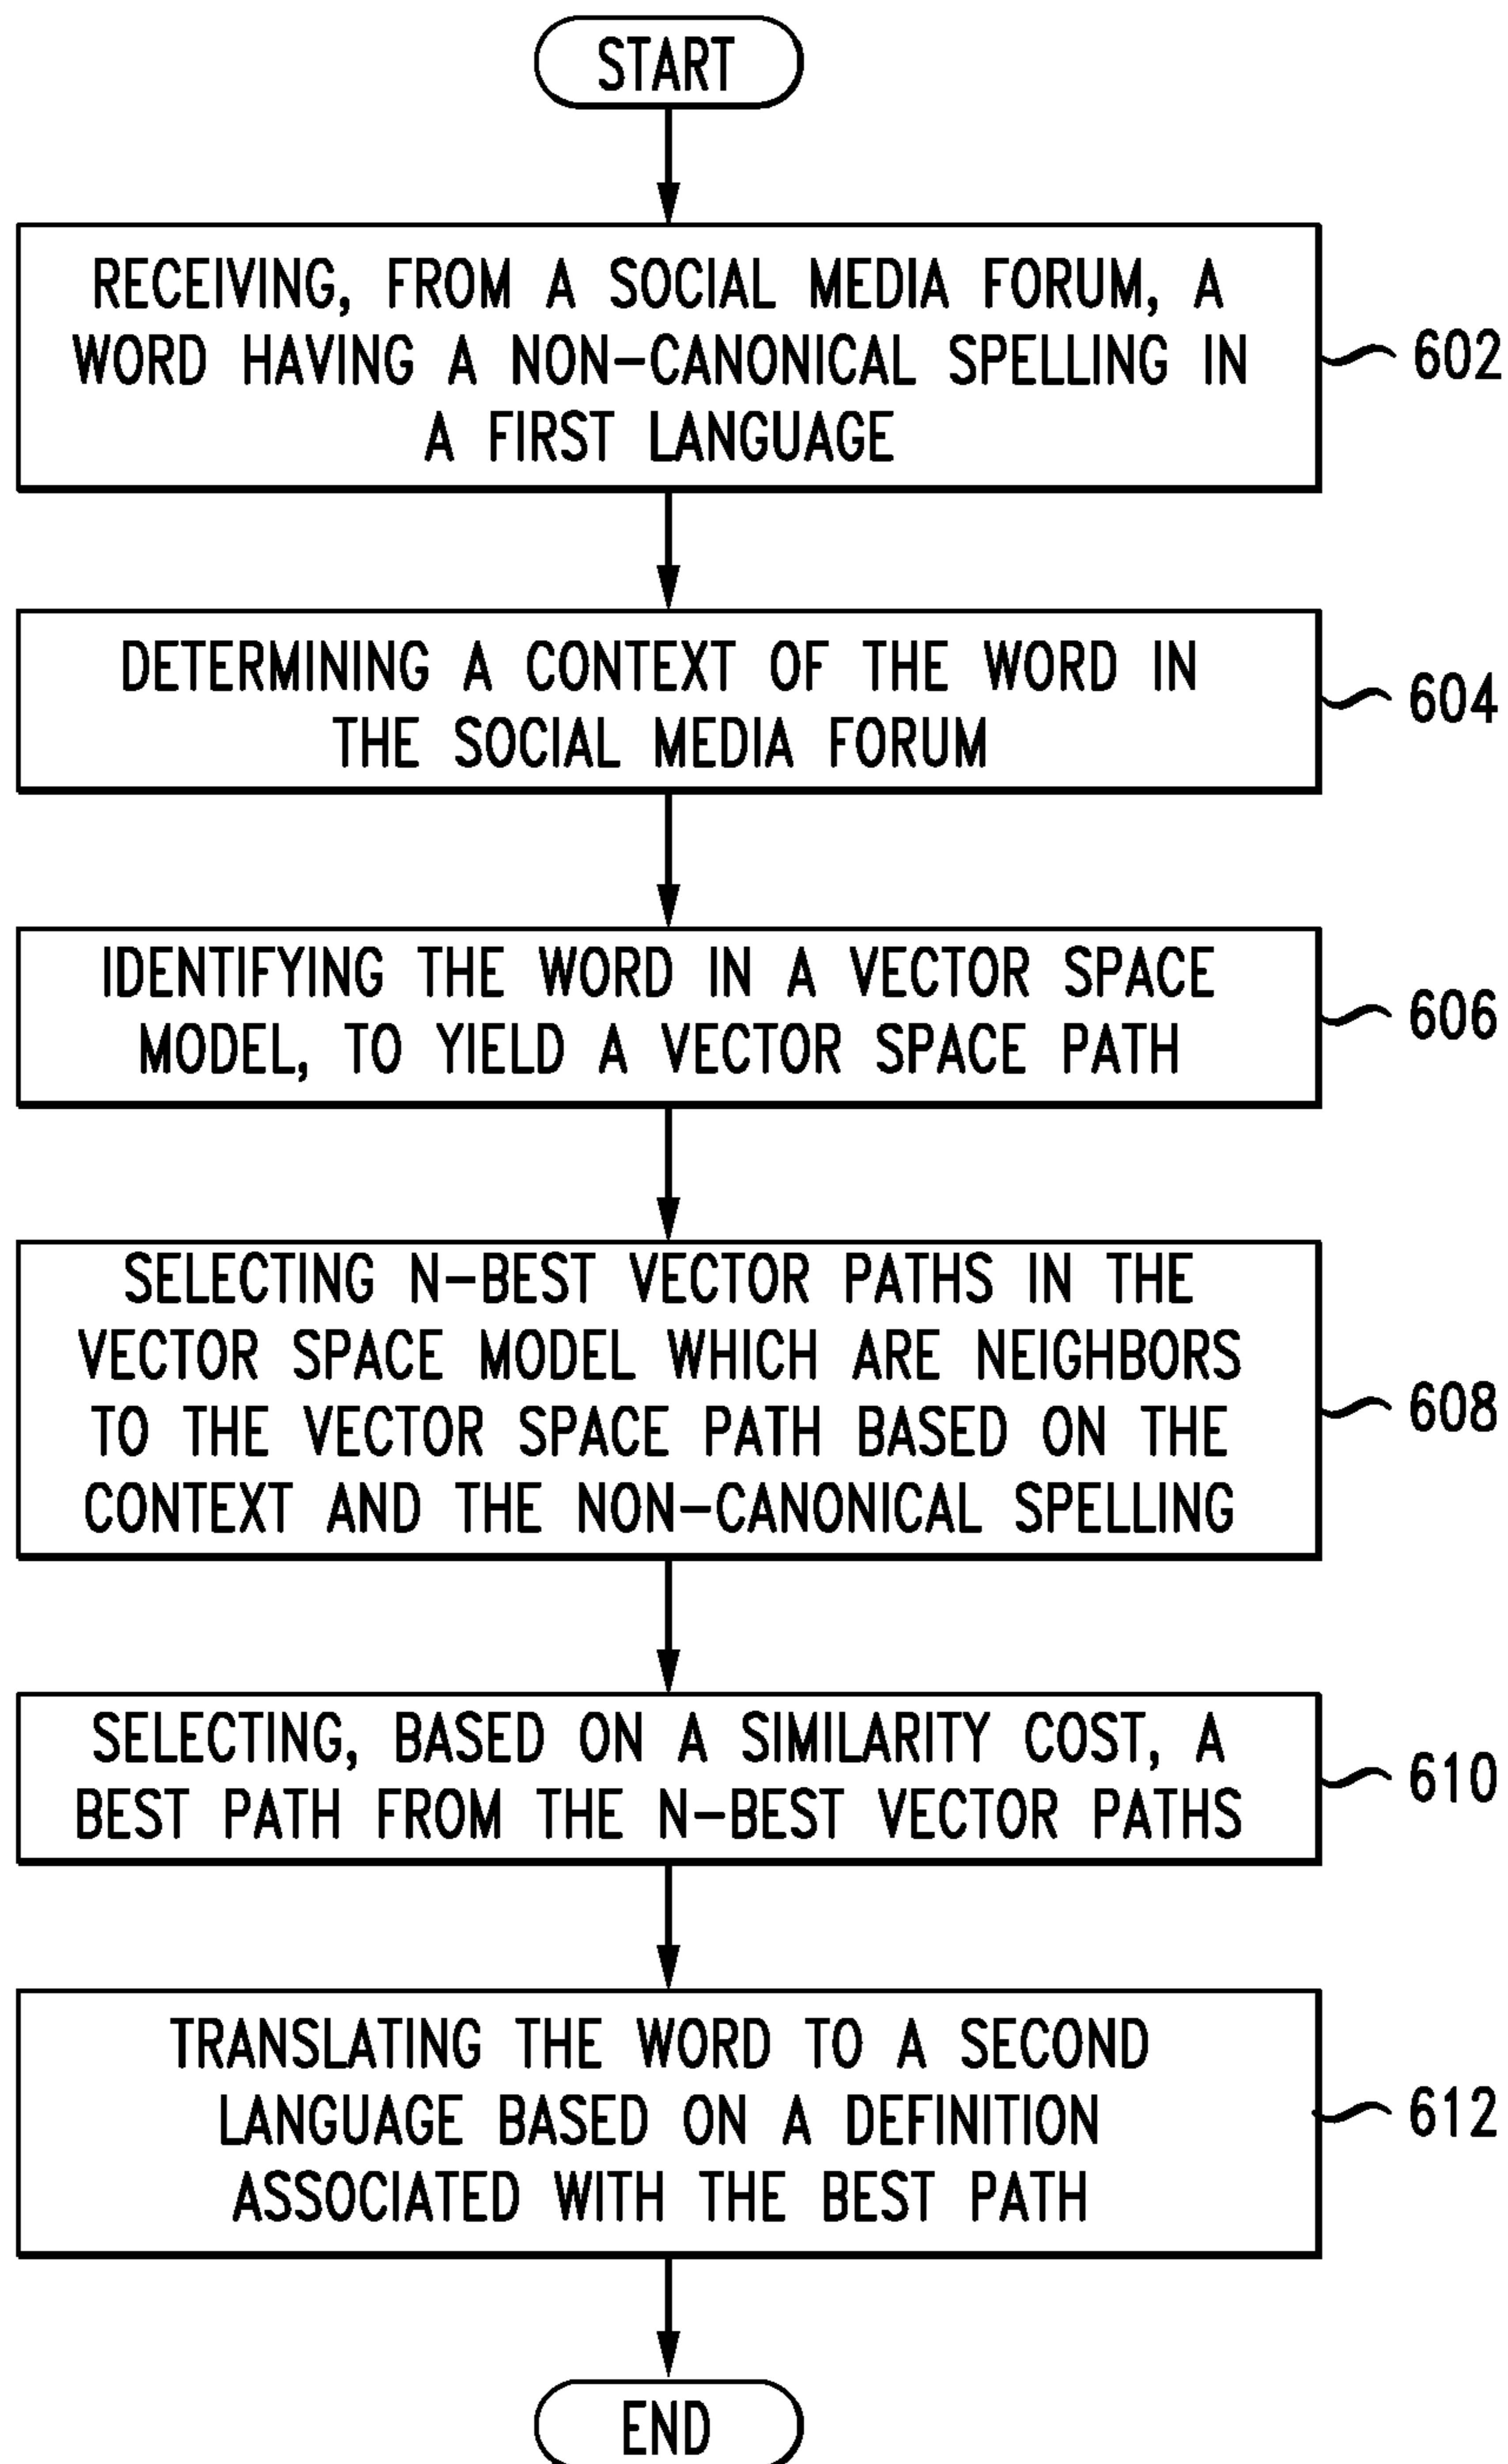 START
RECEIVING, FROM A SOCIAL MEDIA FORUM, A
WORD HAVING A NON-CANONICAL SPELLING IN
A FIRST LANGUAGE
602
DETERMINING A CONTEXT OF THE WORD IN
THE SOCIAL MEDIA FORUM
604
IDENTIFYING THE WORD IN A VECTOR SPACE
MODEL, TO YIELD A VECTOR SPACE PATH
606
SELECTING N-BEST VECTOR PATHS IN THE
VECTOR SPACE MODEL WHICH ARE NEIGHBORS
TO THE VECTOR SPACE PATH BASED ON THE
CONTEXT AND THE NON-CANONICAL SPELLING
608
SELECTING, BASED ON A SIMILARITY COST, A
BEST PATH FROM THE N-BEST VECTOR PATHS
610
TRANSLATING THE WORD TO A SECOND
LANGUAGE BASED ON A DEFINITION
ASSOCIATED WITH THE BEST PATH
612
END